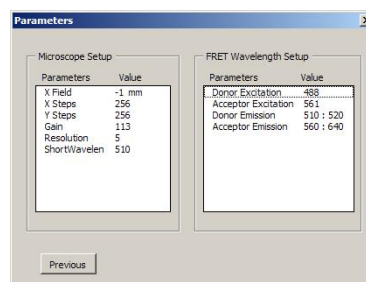 Parameters
Microscope Setup
Parameters Value
X Field -1 mm
X Steps 256
Y Steps 256
Gain 113
Resolution 5
ShortWavelen 510
FRET Wavelength Setup
Parameters Value
Donor Excitation 488
Acceptor Excitation 561
Donor Emission 510 : 520
Acceptor Emission 560 : 640
Previous